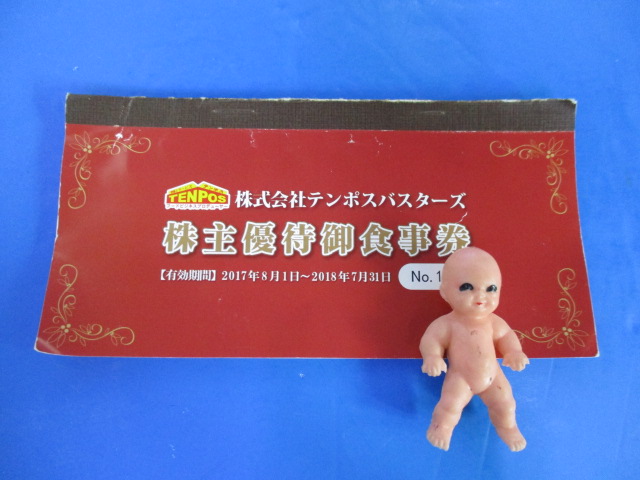 TENPOS
株式会社テンポスバスターズ
株主優待御食事券
【有効期間】2017年8月1日～2018年7月31日
No.1